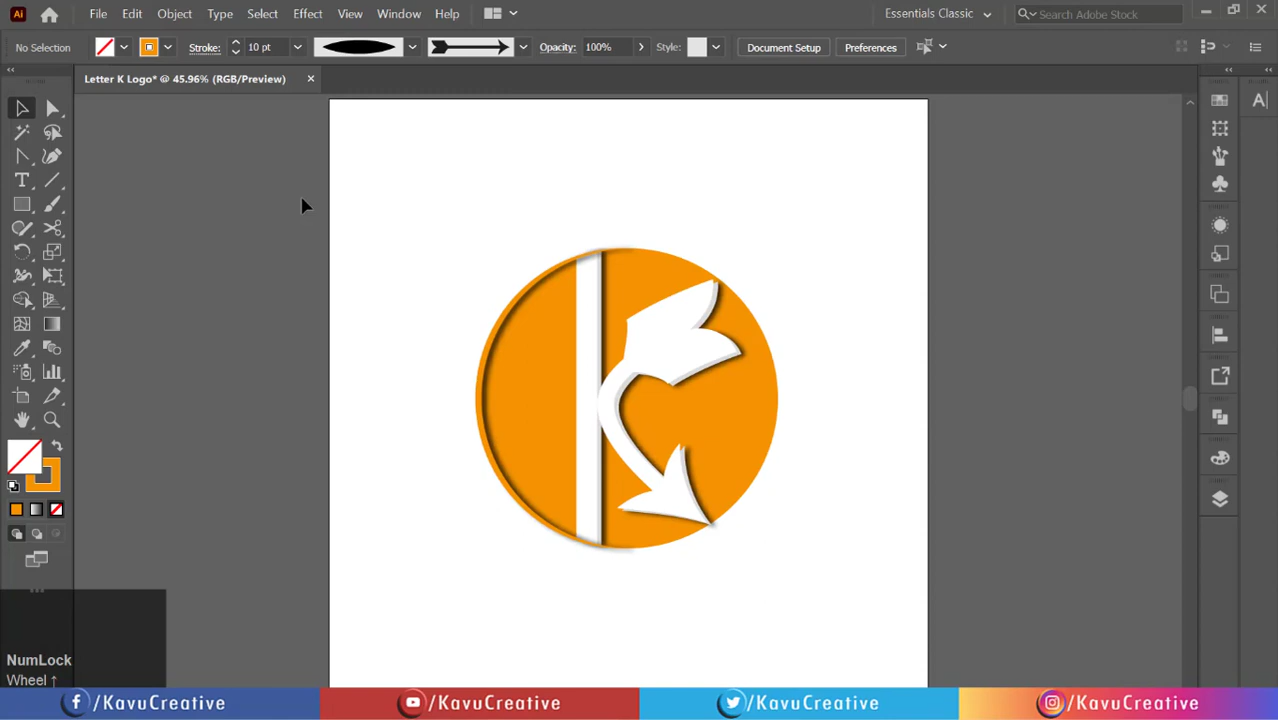 Ai File Edit Object Type Select Effect View Window Help Essentials Classic Search Adobe Stock
No Selection Stroke: 10 pt Opacity: 100% Style: Document Setup Preferences
Letter K Logo* @ 45.96% (RGB/Preview)
T
A
NumLock
Wheel ↑
/KavuCreative /KavuCreative /KavuCreative /KavuCreative